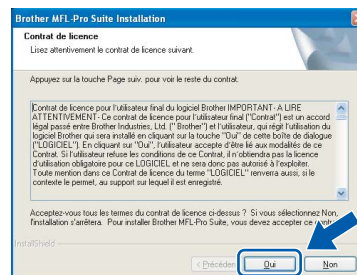 Brother MFL-Pro Suite Installation
Contrat de licence
Lisez attentivement le contrat de licence suivant.
Appuyez sur la touche Page suiv. pour voir le reste du contrat.
Contrat de licence pour l'utilisateur final du logiciel Brother IMPORTANT- A LIRE
ATTENTIVEMENT- Ce contrat de licence pour l'utilisateur final ("Contrat") est un accord
légal passé entre Brother Industries, Ltd. ("Brother") et l'utilisateur, qui régit l'utilisation du
logiciel Brother qui sera installé en cliquant sur la touche "Oui" de cette boîte de dialogue
("LOGICIEL"). En cliquant sur "Oui", l'utilisateur accepte d'être lié aux modalités de ce
Contrat. Si l'utilisateur refuse les conditions de ce Contrat, il n'obtiendra pas la licence
d'utilisation obligatoire pour ce LOGICIEL et ne sera donc pas autorisé à l'exploiter.
Toute mention dans ce Contrat de licence du terme "LOGICIEL" renverra aussi, si le
contexte le permet, au support sur lequel il est enregistré.
Acceptez-vous tous les termes du contrat de licence ci-dessus ? Si vous sélectionnez Non,
l'installation s'arrêtera. Pour installer Brother MFL-Pro Suite, vous devez accepter ce
InstallShield
< Précédent
Oui
Non